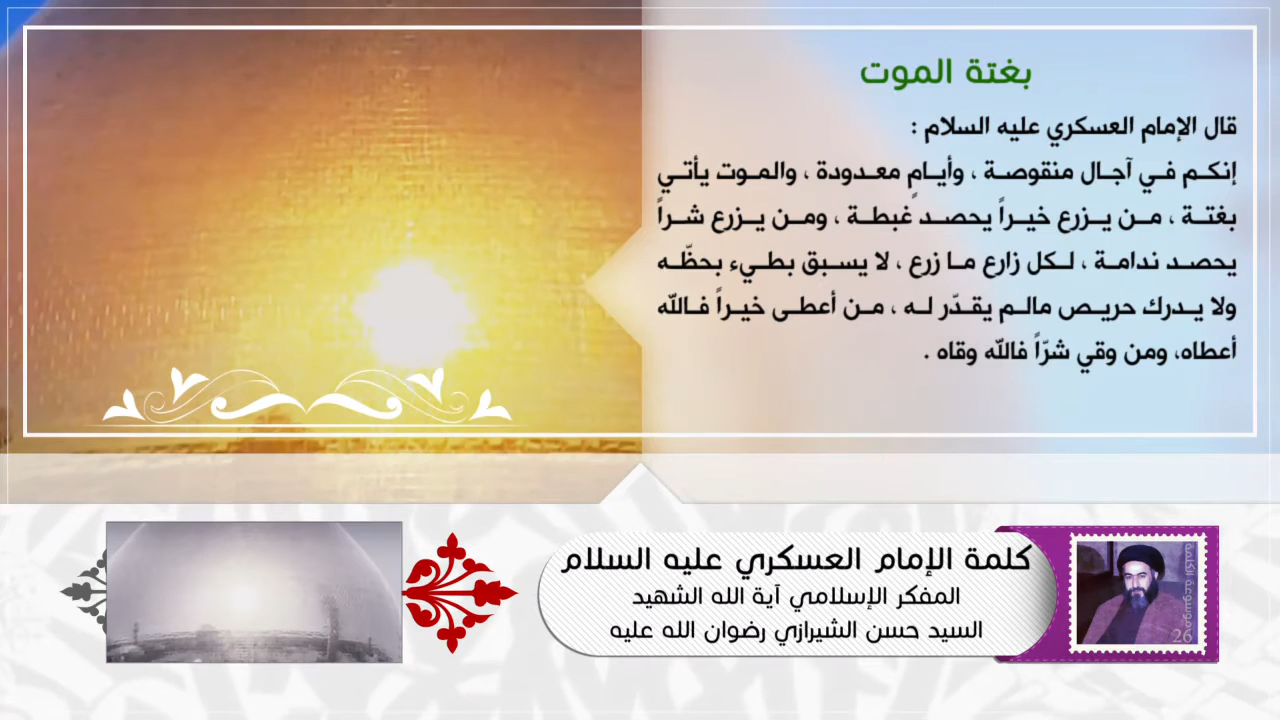 بغتة الموت
قال الإمام العسكري عليه السلام :
إنكم في آجال منقوصة ، وأيامٍ معدودة ، والموت يأتي
بغتة ، من يزرع خيراً يحصد غبطة ، ومن يزرع شراً
يحصد ندامة ، لكل زارع ما زرع ، لا يسبق بطيء بحظّه
ولا يدرك حريص مالم يقدّر له ، من أعطى خيراً فالله
أعطاه، ومن وقي شرّاً فالله وقاه .
كلمة الإمام العسكري عليه السلام
المفكر الإسلامي آية الله الشهيد
السيد حسن الشيرازي رضوان الله عليه
موسوعة الكلمة
26